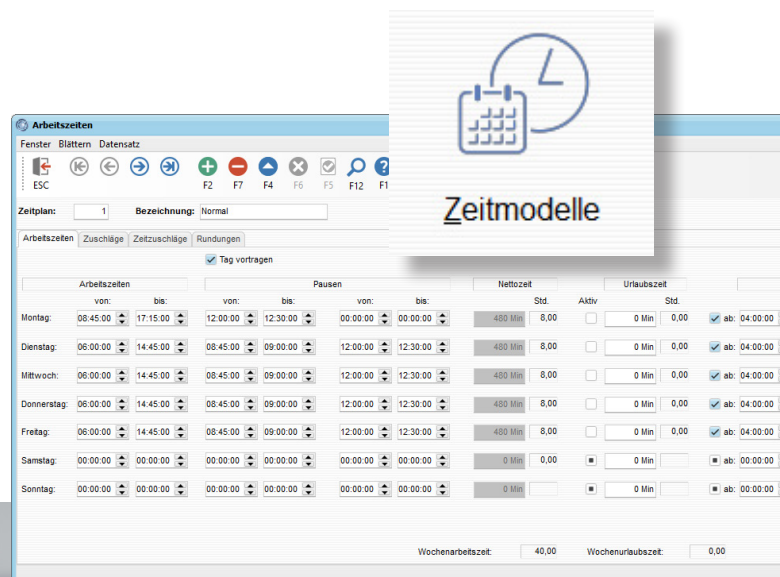 Zeitmodelle
Arbeitszeiten
Fenster Blättern Datensatz
ESC F2 F7 F4 F6 F5 F12 F1
Zeitplan: 1 Bezeichnung: Normal
Arbeitszeiten Zuschläge Zeitzuschläge Rundungen
Tag vortragen
Arbeitszeiten Pausen Nettozeit Urlaubszeit
von: bis: von: bis: von: bis: Std. Aktiv Std.
Montag: 08:45:00 17:15:00 12:00:00 12:30:00 00:00:00 00:00:00 480 Min 8,00 0 Min 0,00 ab: 04:00:00
Dienstag: 06:00:00 14:45:00 08:45:00 09:00:00 12:00:00 12:30:00 480 Min 8,00 0 Min 0,00 ab: 04:00:00
Mittwoch: 06:00:00 14:45:00 08:45:00 09:00:00 12:00:00 12:30:00 480 Min 8,00 0 Min 0,00 ab: 04:00:00
Donnerstag: 06:00:00 14:45:00 08:45:00 09:00:00 12:00:00 12:30:00 480 Min 8,00 0 Min 0,00 ab: 04:00:00
Freitag: 06:00:00 14:45:00 08:45:00 09:00:00 12:00:00 12:30:00 480 Min 8,00 0 Min 0,00 ab: 04:00:00
Samstag: 00:00:00 00:00:00 00:00:00 00:00:00 00:00:00 00:00:00 0 Min 0,00 0 Min ab: 00:00:00
Sonntag: 00:00:00 00:00:00 00:00:00 00:00:00 00:00:00 00:00:00 0 Min 0 Min ab: 00:00:00
Wochenarbeitszeit: 40,00 Wochenurlaubszeit: 0,00